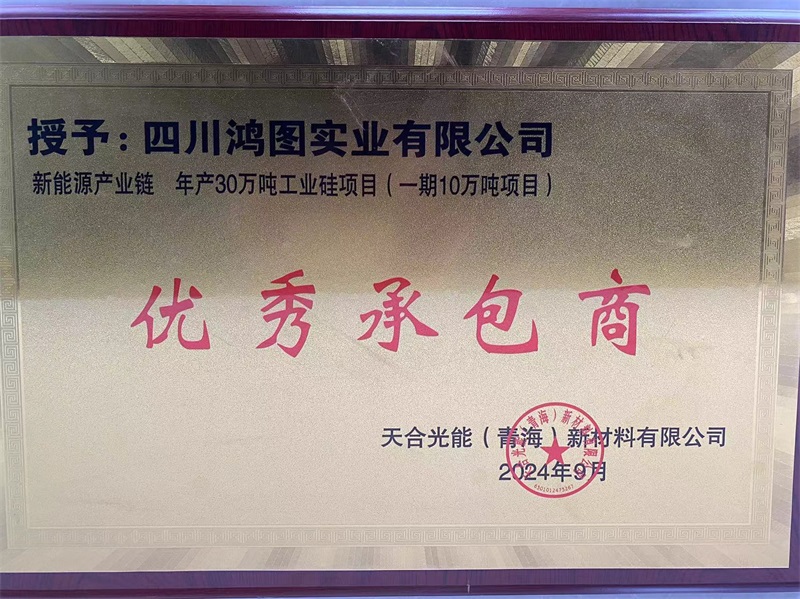 授予：四川鸿图实业有限公司
新能源产业链 年产30万吨工业硅项目（一期10万吨项目）
优秀承包商
天合光能（青海）新材料有限公司
2024年9月